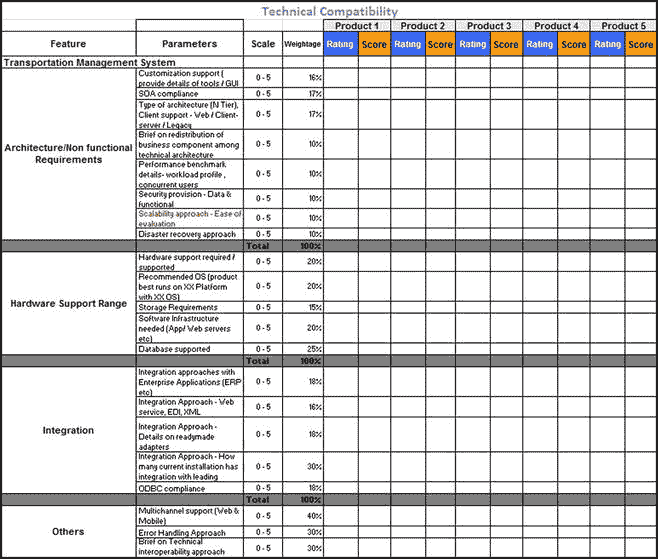 Technical Compatibility
Product 1 Product 2 Product 3 Product 4 Product 5
Feature Parameters Scale Weightage Rating Score Rating Score Rating Score Rating Score Rating Score
Transportation Management System
Architecture/Non functional
Requirements
Customization support (
provide details of tools / GUI
0 - 5 16%
SOA compliance 0 - 5 17%
Type of architecture (N Tier),
Client support - Web / Client-
server / Legacy
0 - 5 17%
Brief on redistribution of
business component among
technical architecture
0 - 5 10%
Performance benchmark
details- workload profile ,
concurrent users
0 - 5 10%
Security provision - Data &
functional
0 - 5 10%
Scalability approach - Ease of
evaluation
0 - 5 10%
Disaster recovery approach 0 - 5 10%
Total 100%
Hardware Support Range
Hardware support required /
supported
0 - 5 20%
Recommended OS (product
best runs on XX Platform
with XX OS)
0 - 5 20%
Storage Requirements 0 - 5 15%
Software Infrastructure
needed (App/ Web servers
etc)
0 - 5 20%
Database supported 0 - 5 25%
Total 100%
Integration
Integration approaches with
Enterprise Applications (ERP
etc)
0 - 5 18%
Integration Approach - Web
service, EDI, XML
0 - 5 16%
Integration Approach -
Details on readymade
adapters
0 - 5 18%
Integration Approach - How
many current installation has
integration with leading
0 - 5 30%
ODBC compliance 0 - 5 18%
Total 100%
Others
Multichannel support (Web &
Mobile)
0 - 5 40%
Error Handling Approach 0 - 5 30%
Brief on Technical
interoperability approach
0 - 5 30%